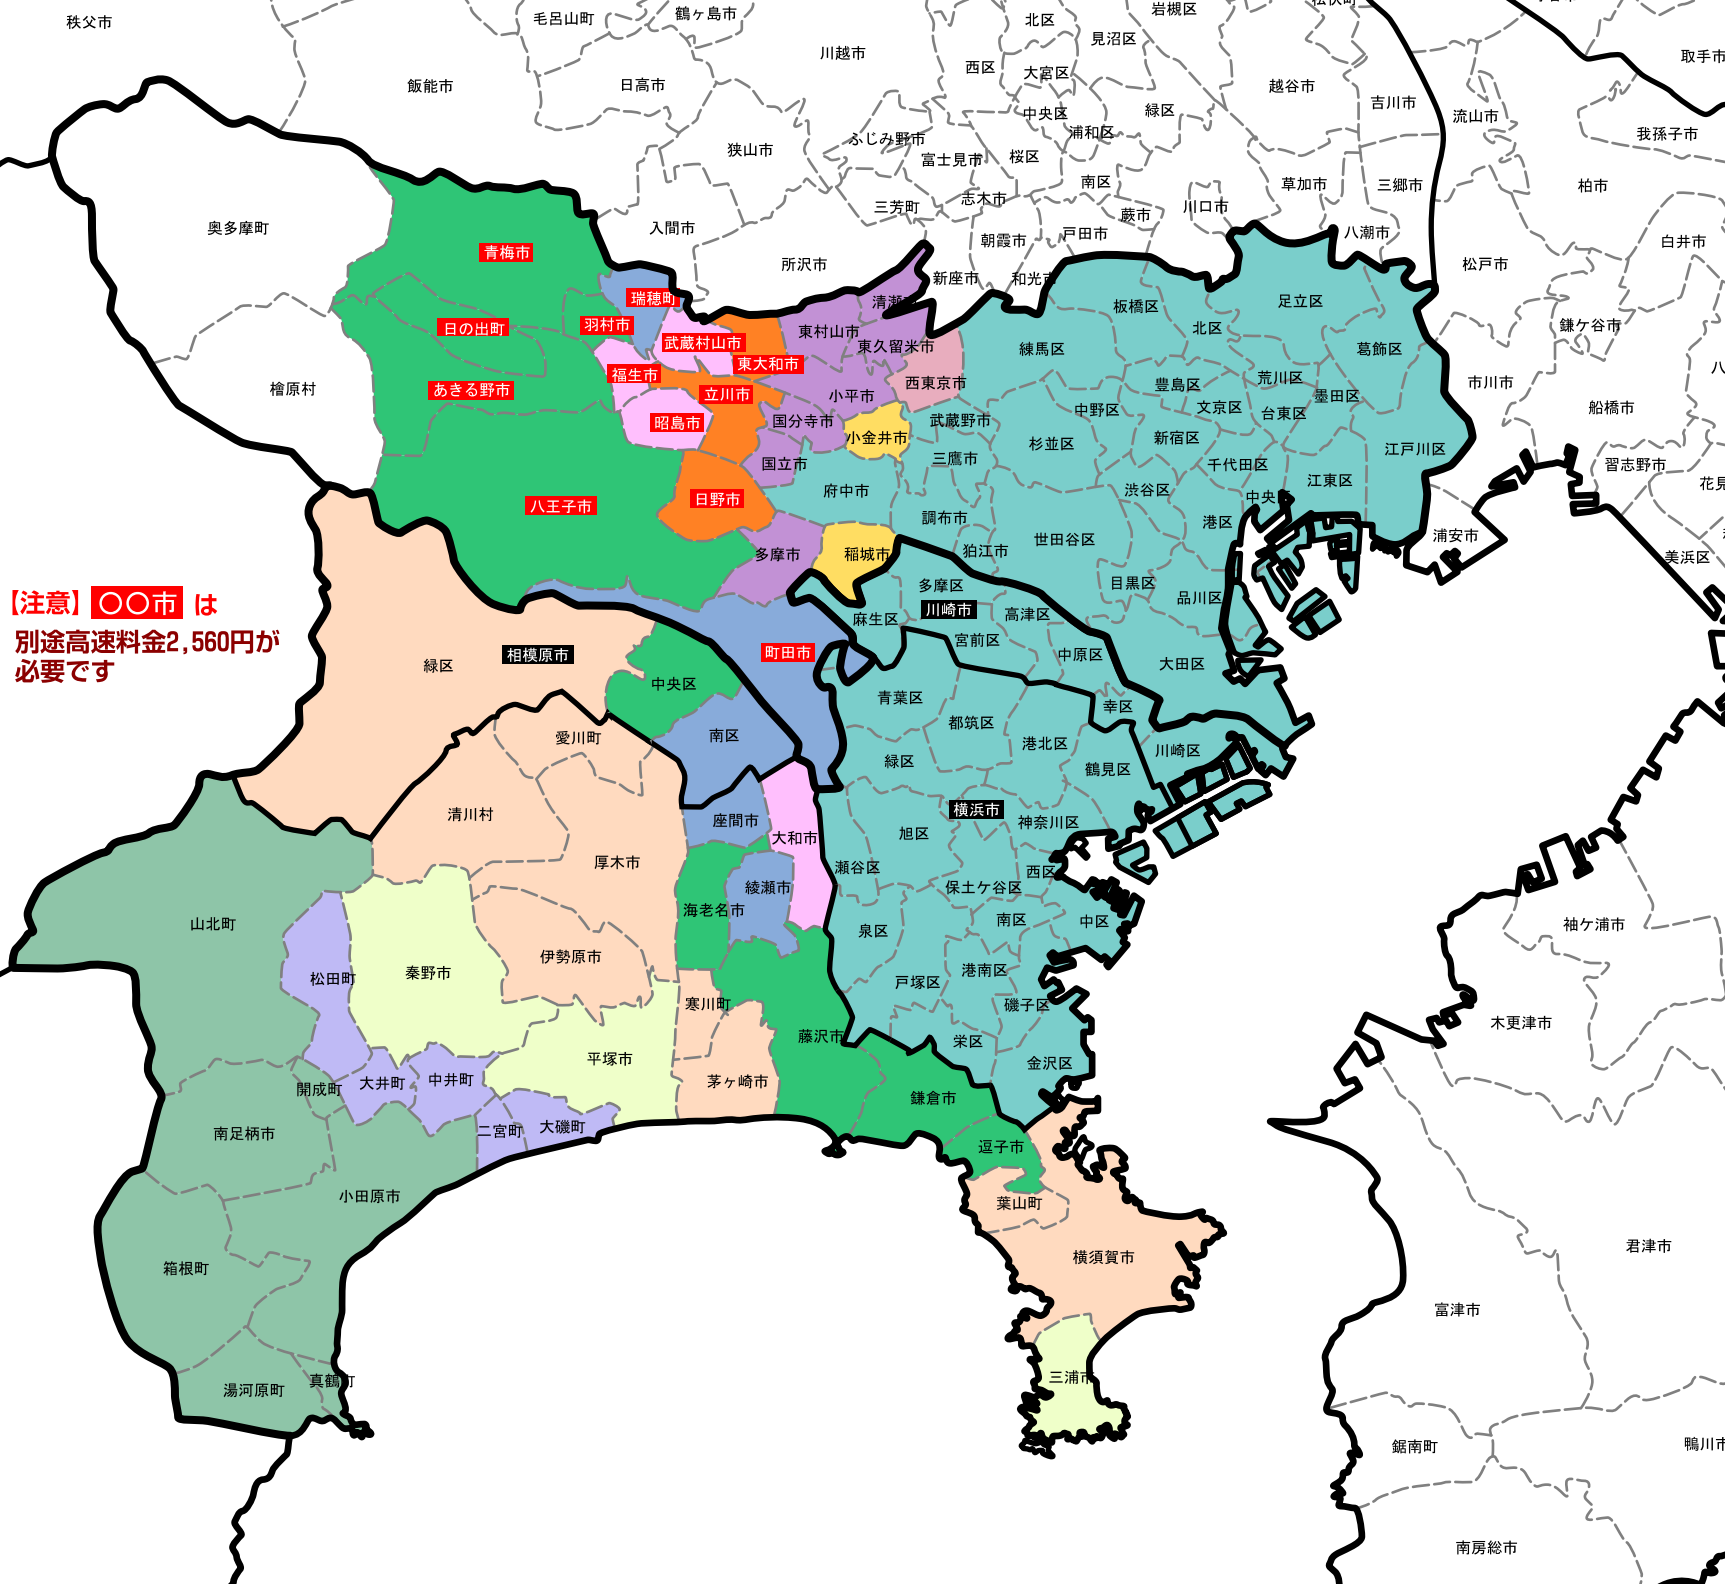 秩父市
毛呂山町
鶴ヶ島市
川越市
北区
岩槻区
見沼区
西区
大宮区
飯能市
日高市
越谷市
吉川市
取手市
中央区
緑区
流山市
我孫子市
浦和区
ふじみ野市
狭山市
富士見市
桜区
南区
草加市
三郷市
柏市
三芳町
志木市
蕨市
川口市
奥多摩町
入間市
朝霞市
戸田市
八潮市
白井市
青梅市
所沢市
新座市
和光市
松戸市
瑞穂町
清瀬
板橋区
足立区
日の出町
羽村市
東村山市
北区
鎌ケ谷市
武蔵村山市
東久留米市
練馬区
葛飾区
檜原村
あきる野市
福生市
東大和市
西東京市
豊島区
荒川区
市川市
立川市
小平市
中野区
文京区
台東区
墨田区
船橋市
昭島市
国分寺市
武蔵野市
小金井市
杉並区
新宿区
江戸川区
国立市
三鷹市
千代田区
習志野市
八王子市
日野市
府中市
渋谷区
中央区
江東区
調布市
港区
浦安市
多摩市
稲城市
狛江市
世田谷区
美浜区
多摩区
目黒区
品川区
【注意】 〇〇市 は
別途高速料金2,560円が
必要です
麻生区
川崎市
高津区
宮前区
町田市
中原区
大田区
緑区
相模原市
中央区
青葉区
幸区
都筑区
愛川町
南区
港北区
川崎区
緑区
鶴見区
清川村
座間市
横浜市
神奈川区
大和市
旭区
厚木市
瀬谷区
西区
綾瀬市
保土ケ谷区
海老名市
山北町
泉区
南区
中区
袖ケ浦市
松田町
秦野市
伊勢原市
港南区
戸塚区
寒川町
磯子区
木更津市
藤沢市
栄区
平塚市
金沢区
開成町
大井町
中井町
茅ヶ崎市
鎌倉市
南足柄市
二宮町
大磯町
逗子市
小田原市
葉山町
箱根町
横須賀市
君津市
富津市
湯河原町
真鶴町
三浦市
鋸南町
鴨川市
南房総市